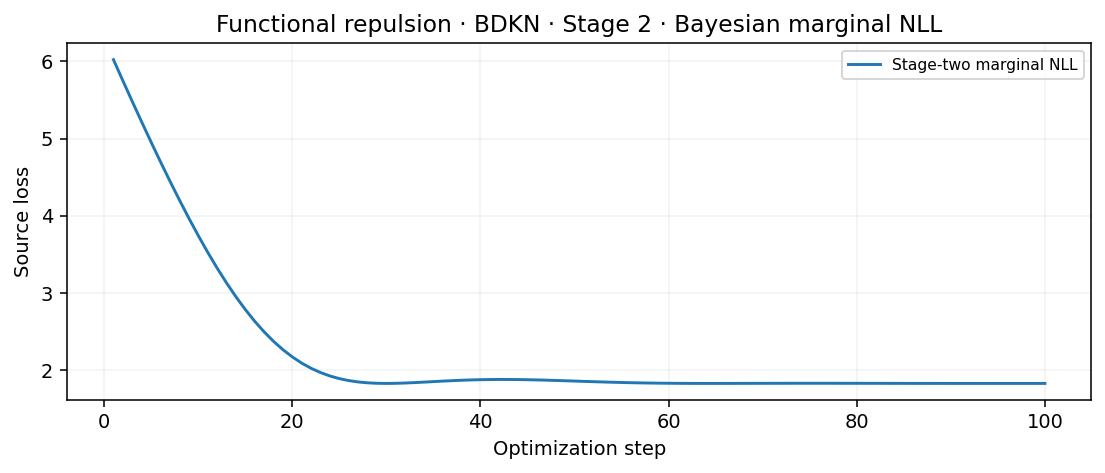 Functional repulsion · BDKN · Stage 2 · Bayesian marginal NLL
Stage-two marginal NLL
Source loss
6
5
4
3
2
0 20 40 60 80 100
Optimization step